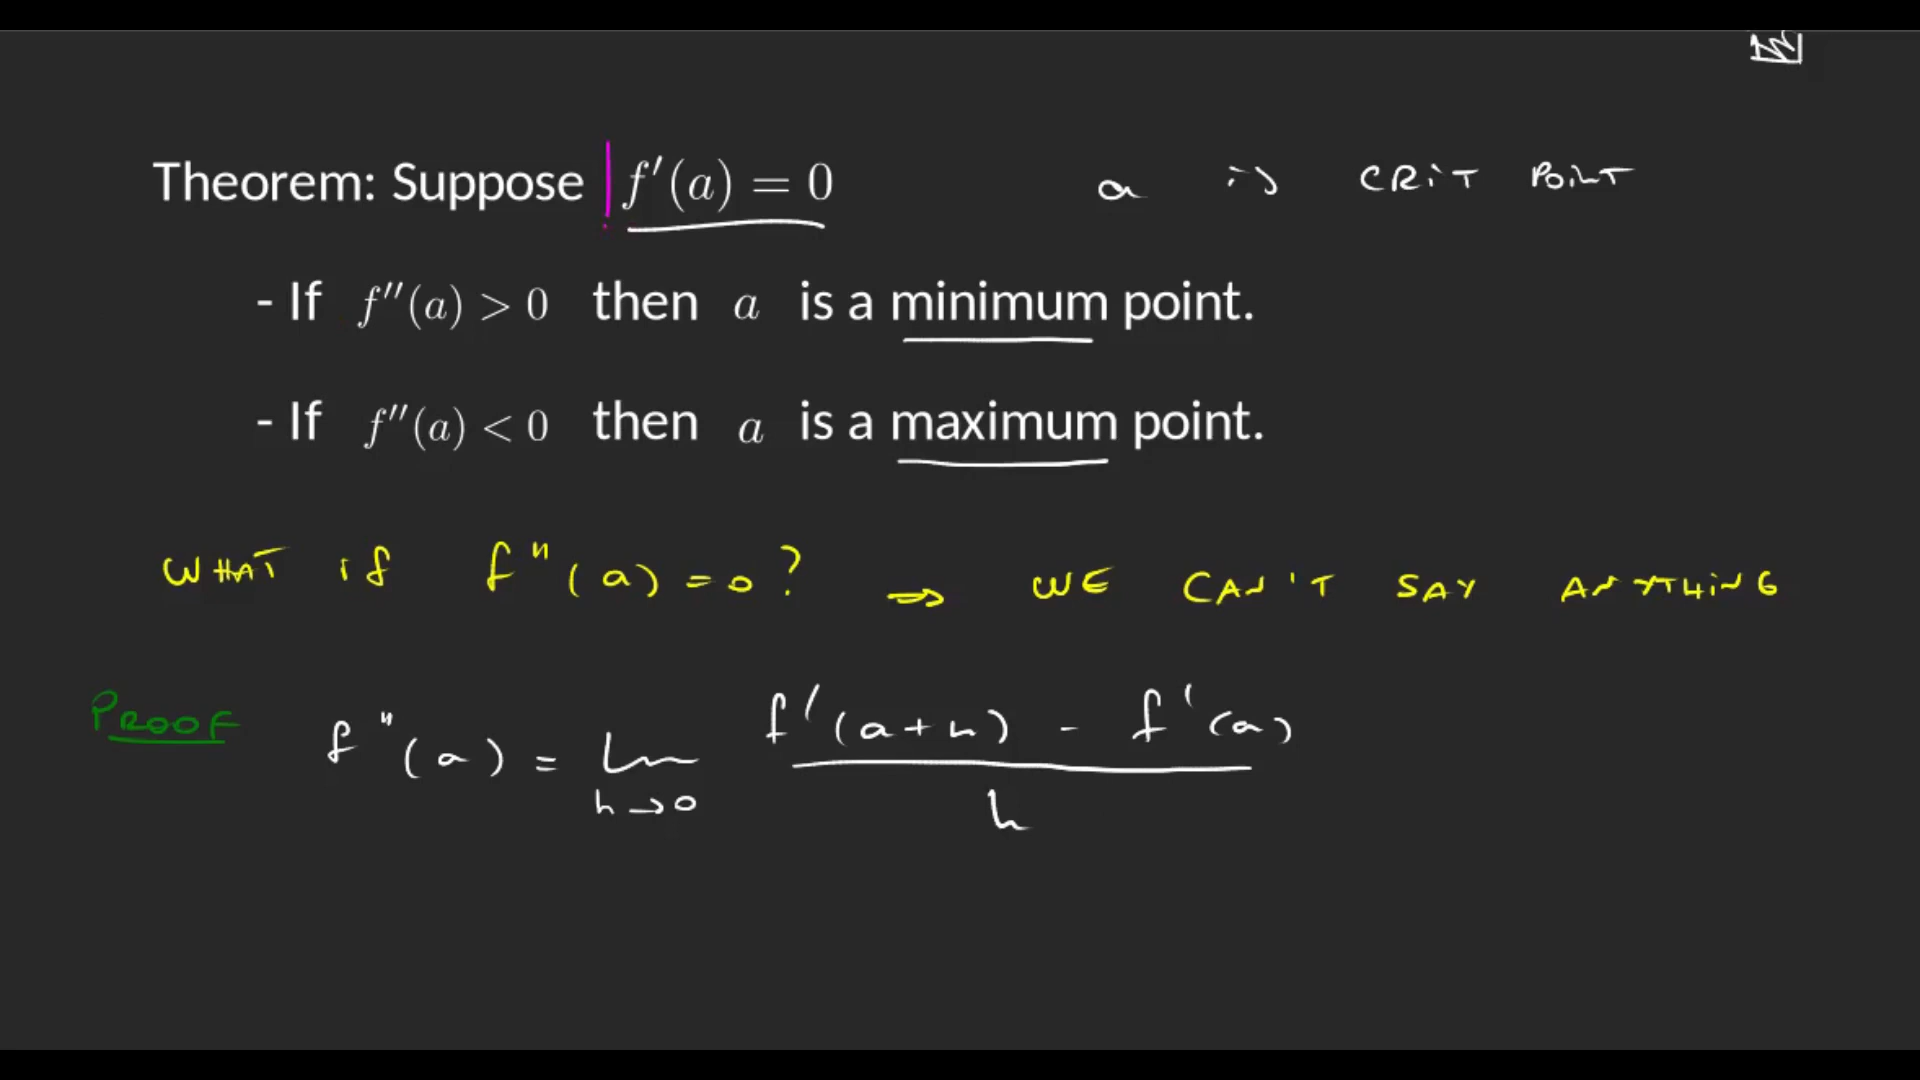 Theorem: Suppose f′(a) = 0 a is CRIT POINT
- If f″(a) > 0 then a is a minimum point.
- If f″(a) < 0 then a is a maximum point.
WHAT if f"(a) = 0? ⇒ WE CAN'T SAY ANYTHING
PROOF f"(a) = lim h→0 f'(a+h) - f'(a) / h